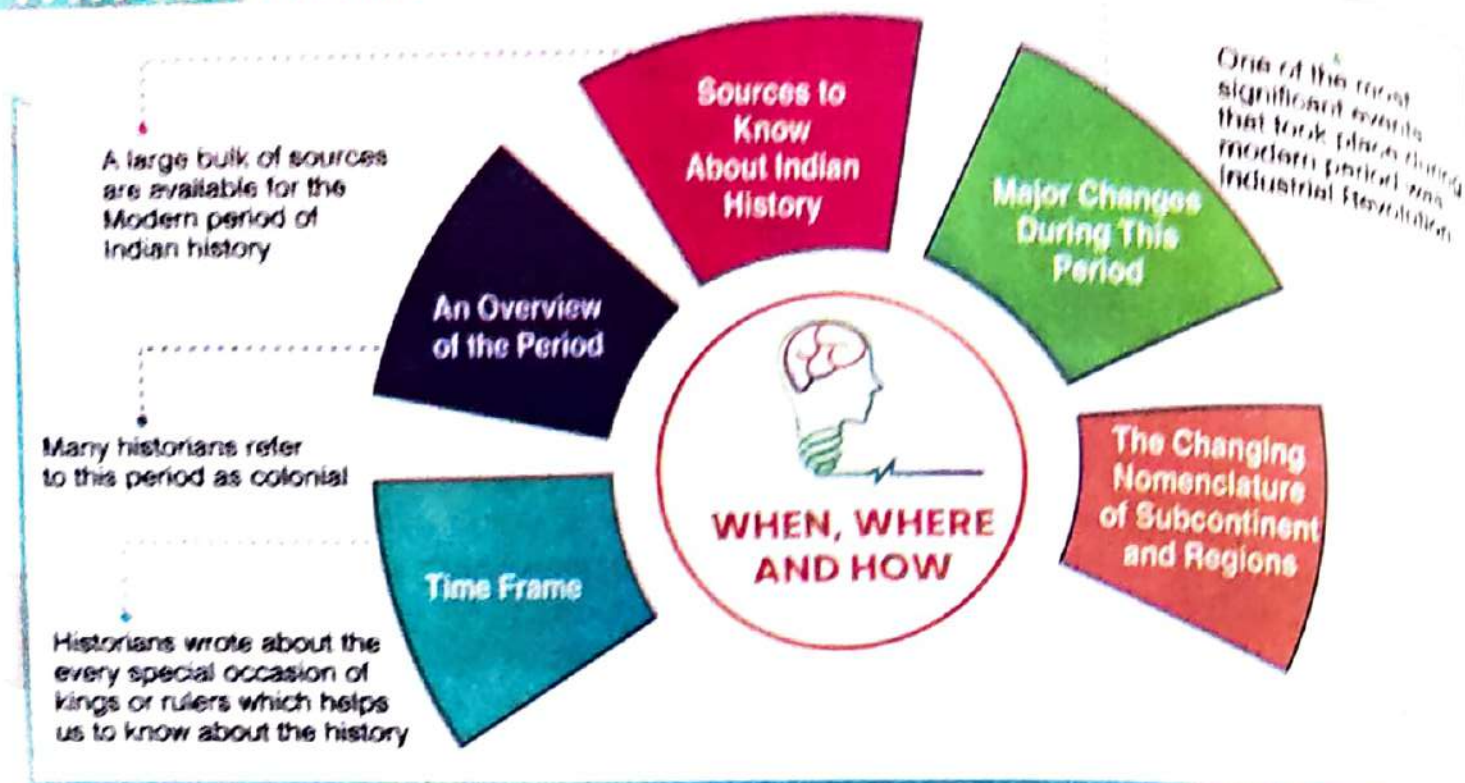 Sources to
Know
About Indian
History
A large bulk of sources
are available for the
Modern period of
Indian history
An Overview
of the Period
Many historians refer
to this period as colonial
Time Frame
Historians wrote about the
every special occasion of
kings or rulers which helps
us to know about the history
Major Changes
During This
Period
One of the most
significant events
that took place during
modern period was
Industrial Revolution
The Changing
Nomenclature
of Subcontinent
and Regions
WHEN, WHERE
AND HOW